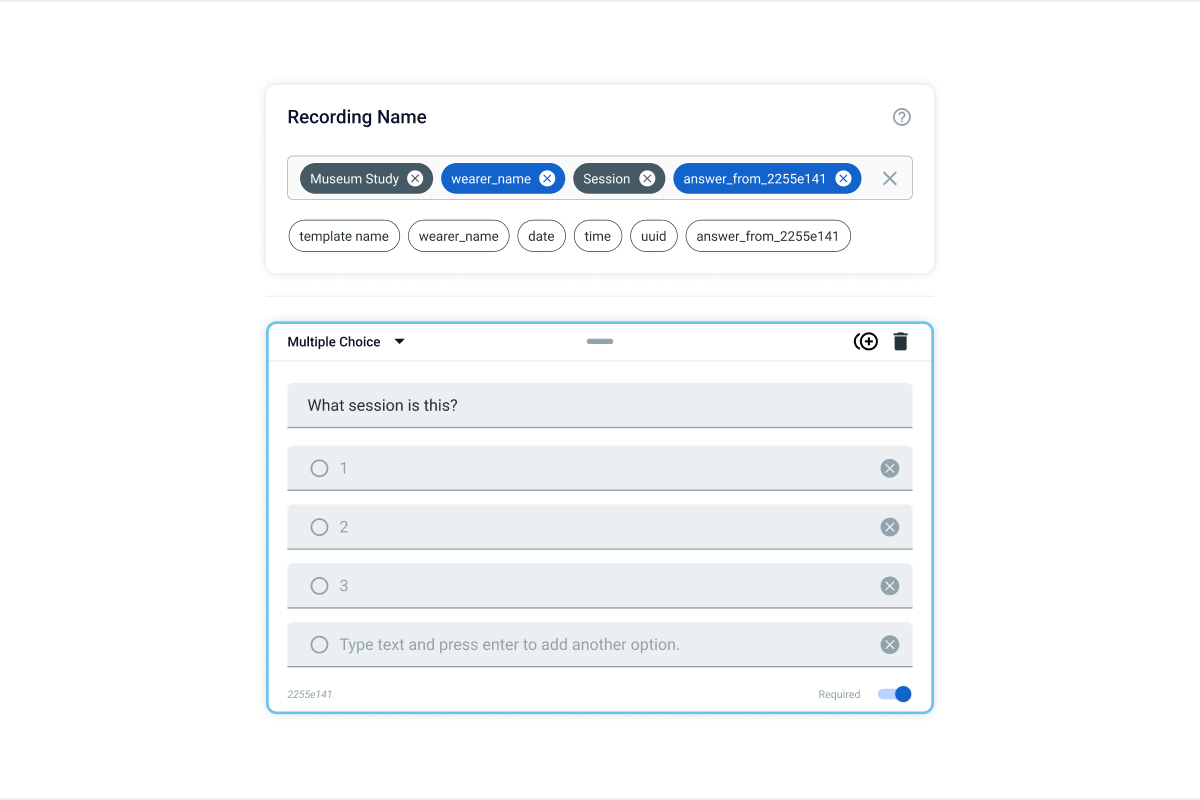 Recording Name
Museum Study wearer_name Session answer_from_2255e141
template name wearer_name date time uuid answer_from_2255e141
Multiple Choice
What session is this?
1
2
3
Type text and press enter to add another option.
2255e141 Required